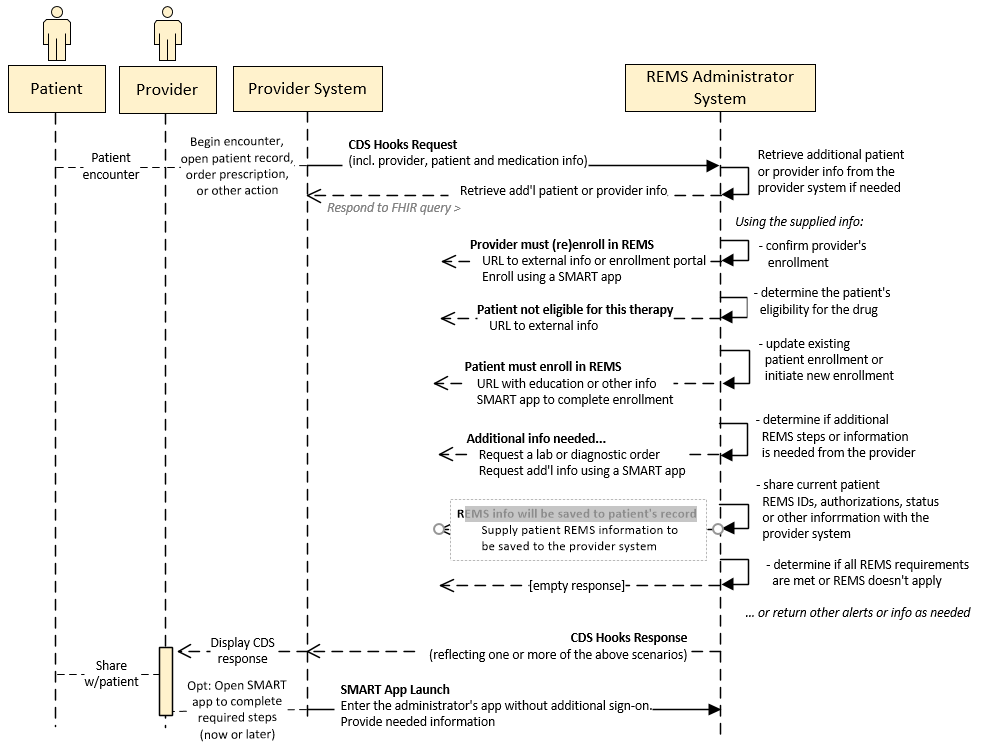 Patient
Provider
Provider System
REMS Administrator
System
Patient
encounter
Begin encounter,
open patient record,
order prescription,
or other action
CDS Hooks Request
(incl. provider, patient and medication info)
Retrieve additional patient
or provider info from the
provider system if needed
Retrieve add'l patient or provider info
Respond to FHIR query >
Using the supplied info:
Provider must (re)enroll in REMS
URL to external info or enrollment portal
Enroll using a SMART app
- confirm provider's
enrollment
Patient not eligible for this therapy
URL to external info
- determine the patient's
eligibility for the drug
Patient must enroll in REMS
URL with education or other info
SMART app to complete enrollment
- update existing
patient enrollment or
initiate new enrollment
Additional info needed...
Request a lab or diagnostic order
Request add'l info using a SMART app
- determine if additional
REMS steps or information
is needed from the provider
REMS info will be saved to patient's record
Supply patient REMS information to
be saved to the provider system
- share current patient
REMS IDs, authorizations, status
or other inforrmation with the
provider system
[empty response]
- determine if all REMS requirements
are met or REMS doesn't apply
... or return other alerts or info as needed
Display CDS
response
CDS Hooks Response
(reflecting one or more of the above scenarios)
Share
w/patient
Opt: Open SMART
app to complete
required steps
(now or later)
SMART App Launch
Enter the administrator's app without additional sign-on.
Provide needed information